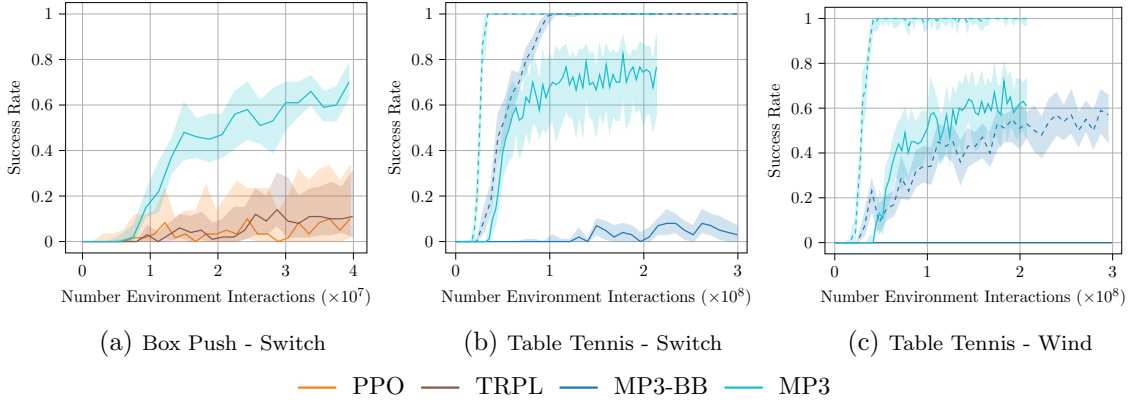 1
0.8
0.6
0.4
0.2
0
Success Rate
0 1 2 3 4
Number Environment Interactions (×10⁷)
(a) Box Push - Switch
1
0.8
0.6
0.4
0.2
0
Success Rate
0 1 2 3
Number Environment Interactions (×10⁸)
(b) Table Tennis - Switch
1
0.8
0.6
0.4
0.2
0
Success Rate
0 1 2 3
Number Environment Interactions (×10⁸)
(c) Table Tennis - Wind
PPO TRPL MP3-BB MP3